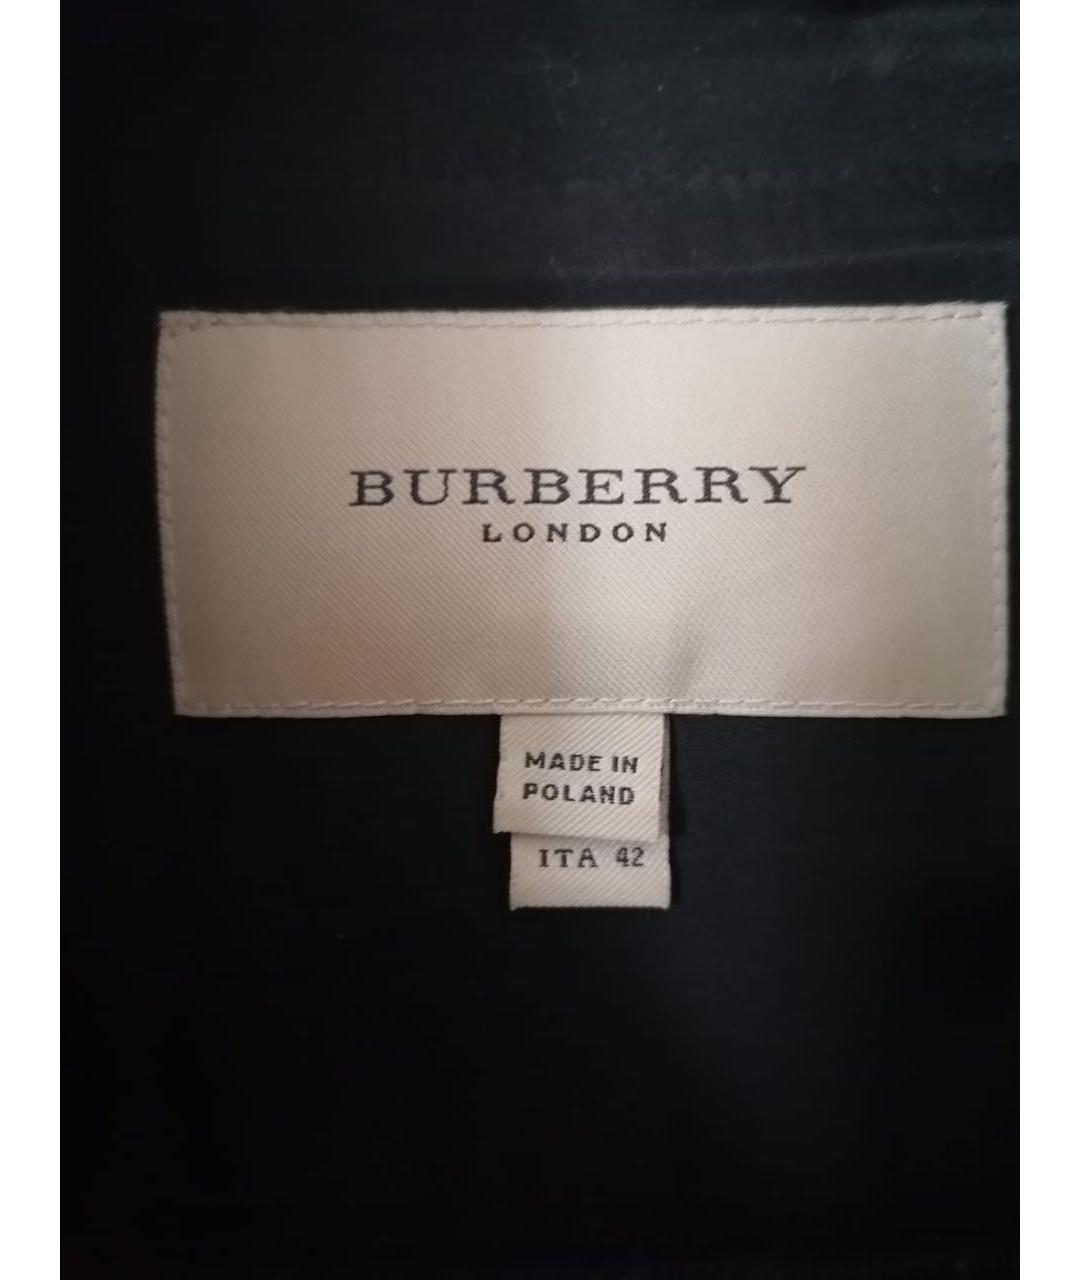 BURBERRY
LONDON
MADE IN
POLAND
ITA 42